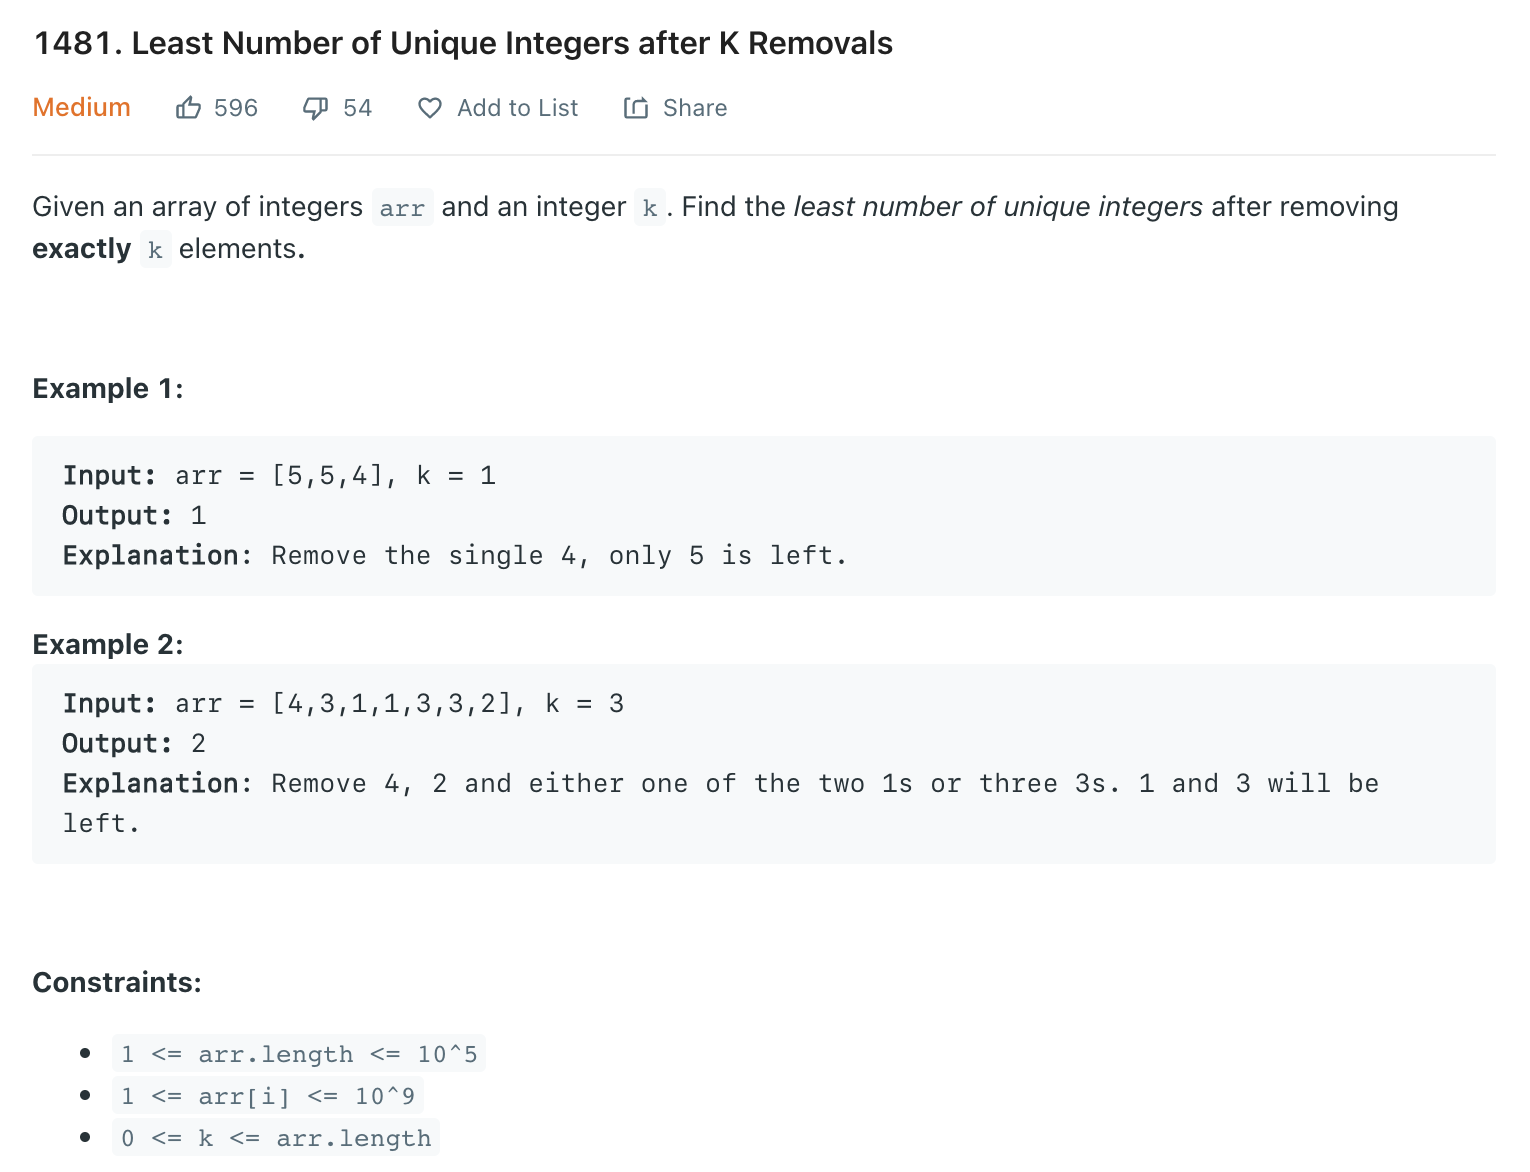 1481. Least Number of Unique Integers after K Removals
Medium 596 54 Add to List Share
Given an array of integers arr and an integer k. Find the least number of unique integers after removing
exactly k elements.
Example 1:
Input: arr = [5,5,4], k = 1
Output: 1
Explanation: Remove the single 4, only 5 is left.
Example 2:
Input: arr = [4,3,1,1,3,3,2], k = 3
Output: 2
Explanation: Remove 4, 2 and either one of the two 1s or three 3s. 1 and 3 will be
left.
Constraints:
• 1 <= arr.length <= 10^5
• 1 <= arr[i] <= 10^9
• 0 <= k <= arr.length